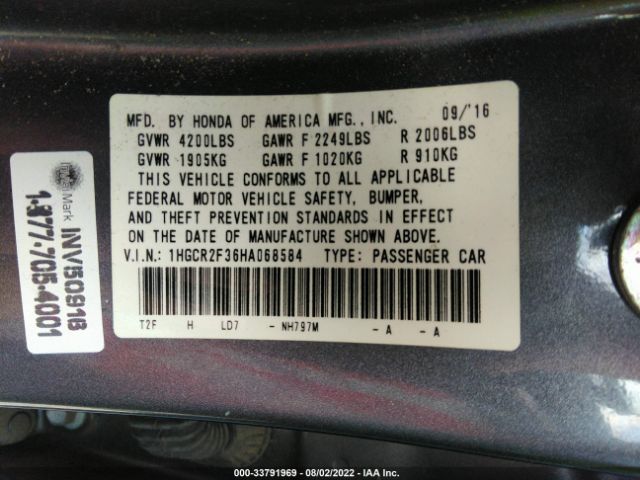 MFD. BY HONDA OF AMERICA MFG., INC. 09/'16
GVWR 4200LBS GAWR F 2249LBS R 2006LBS
GVWR 1905KG GAWR F 1020KG R 910KG
THIS VEHICLE CONFORMS TO ALL APPLICABLE
FEDERAL MOTOR VEHICLE SAFETY, BUMPER,
AND THEFT PREVENTION STANDARDS IN EFFECT
ON THE DATE OF MANUFACTURE SHOWN ABOVE.
V.I.N.: 1HGCR2F36HA068584 TYPE: PASSENGER CAR
T2F H LD7 - NH797M - A - A
Mark
INV50918
1-877-705-4001
000-33791969 - 08/02/2022 - IAA Inc.